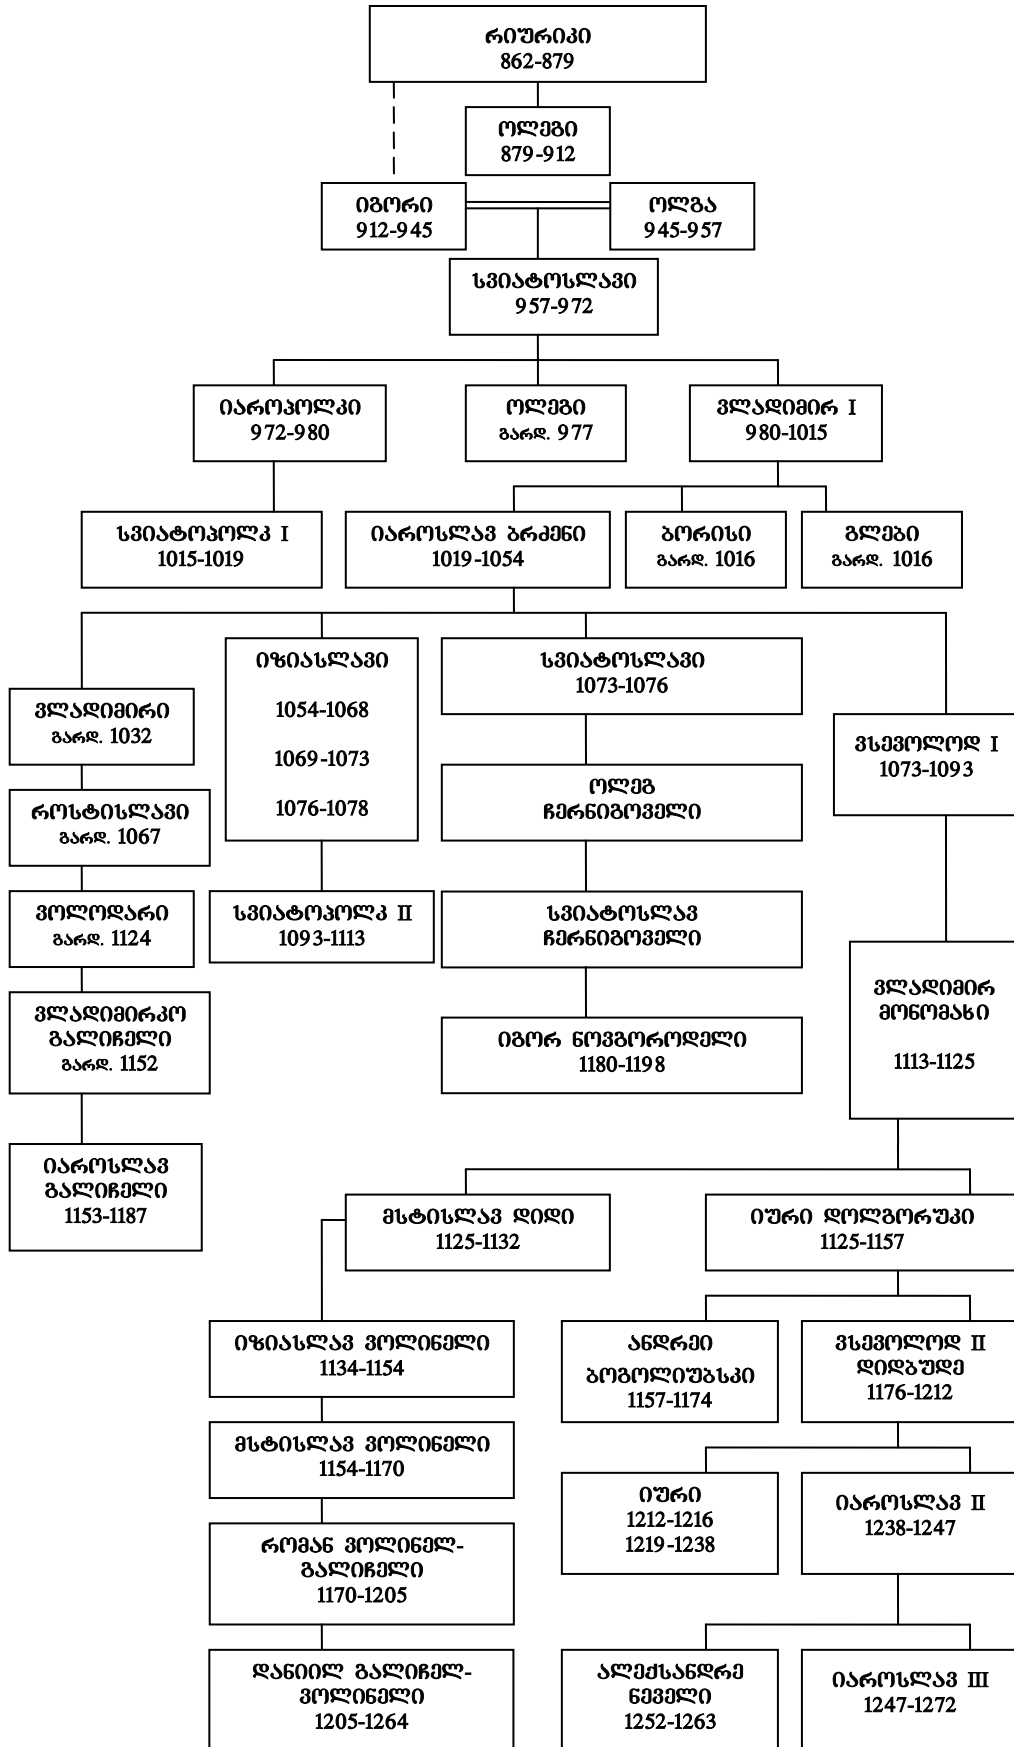 რიურიკი
862-879
ოლეგი
879-912
იგორი
912-945
ოლგა
945-957
სვიატოსლავი
957-972
იაროპოლკი
972-980
ოლეგი
გარდ. 977
ვლადიმირ I
980-1015
სვიატოპოლკ I
1015-1019
იაროსლავ ბრძენი
1019-1054
ბორისი
გარდ. 1016
გლები
გარდ. 1016
ვლადიმირი
გარდ. 1032
იზიასლავი
1054-1068
1069-1073
1076-1078
სვიატოსლავი
1073-1076
ვსევოლოდ I
1073-1093
როსტისლავი
გარდ. 1067
ოლეგ
ჩერნიგოველი
ვოლოდარი
გარდ. 1124
სვიატოპოლკ II
1093-1113
სვიატოსლავ
ჩერნიგოველი
ვლადიმირ
მონომახი
1113-1125
ვლადიმირკო
გალიჩელი
გარდ. 1152
იგორ ნოვგოროდელი
1180-1198
იაროსლავ
გალიჩელი
1153-1187
მსტისლავ დიდი
1125-1132
იური დოლგორუკი
1125-1157
იზიასლავ ვოლინელი
1134-1154
ანდრეი
ბოგოლიუბსკი
1157-1174
ვსევოლოდ II
დიდბუდე
1176-1212
მსტისლავ ვოლინელი
1154-1170
იური
1212-1216
1219-1238
იაროსლავ II
1238-1247
რომან ვოლინელ-
გალიჩელი
1170-1205
დანიილ გალიჩელ-
ვოლინელი
1205-1264
ალექსანდრე
ნეველი
1252-1263
იაროსლავ III
1247-1272